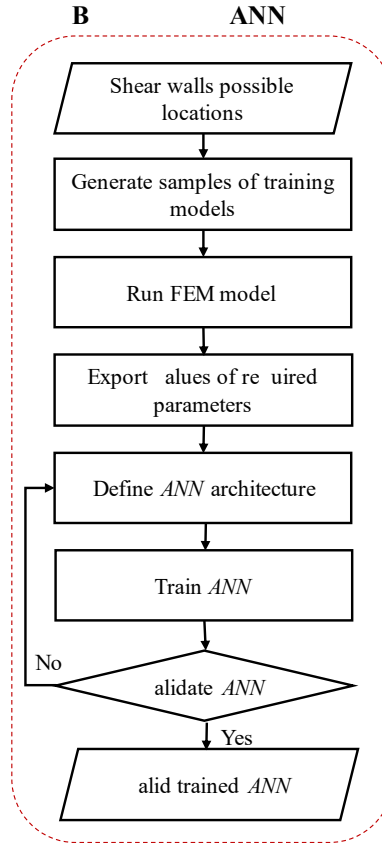 B ANN
Shear walls possible
locations
Generate samples of training
models
Run FEM model
Export alues of re uired
parameters
Define ANN architecture
Train ANN
No
alidate ANN
Yes
alid trained ANN